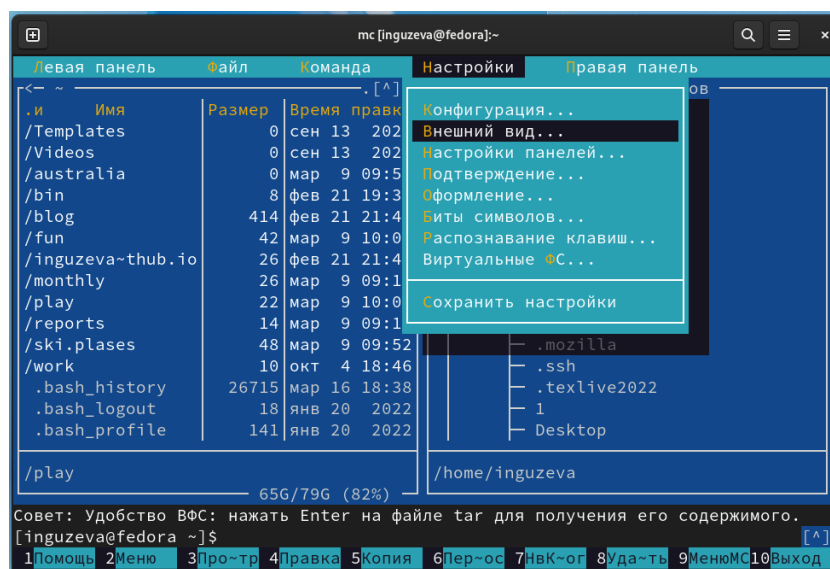 mc [inguzeva@fedora]:~
Левая панель Файл Команда Настройки Правая панель
<— ~ .[^] ов
.и Имя Размер Время правк
/Templates 0 сен 13 202
/Videos 0 сен 13 202
/australia 0 мар 9 09:5
/bin 8 фев 21 19:3
/blog 414 фев 21 21:4
/fun 42 мар 9 10:0
/inguzeva~thub.io 26 фев 21 21:4
/monthly 26 мар 9 09:1
/play 22 мар 9 10:0
/reports 14 мар 9 09:1
/ski.plases 48 мар 9 09:52
/work 10 окт 4 18:46
.bash_history 26715 мар 16 18:38
.bash_logout 18 янв 20 2022
.bash_profile 141 янв 20 2022
/play
65G/79G (82%)
Конфигурация...
Внешний вид...
Настройки панелей...
Подтверждение...
Оформление...
Биты символов...
Распознавание клавиш...
Виртуальные ФС...
Сохранить настройки
.mozilla
.ssh
.texlive2022
1
Desktop
/home/inguzeva
Совет: Удобство ВФС: нажать Enter на файле tar для получения его содержимого.
[inguzeva@fedora ~]$ [^]
1Помощь 2Меню 3Про~тр 4Правка 5Копия 6Пер~ос 7НвК~ог 8Уда~ть 9МенюМС10Выход